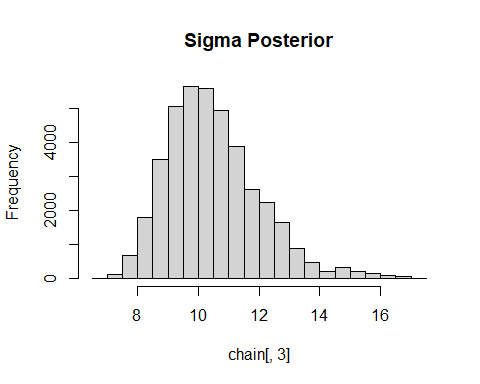 Sigma Posterior
Frequency
4000
2000
0
8 10 12 14 16
chain[, 3]